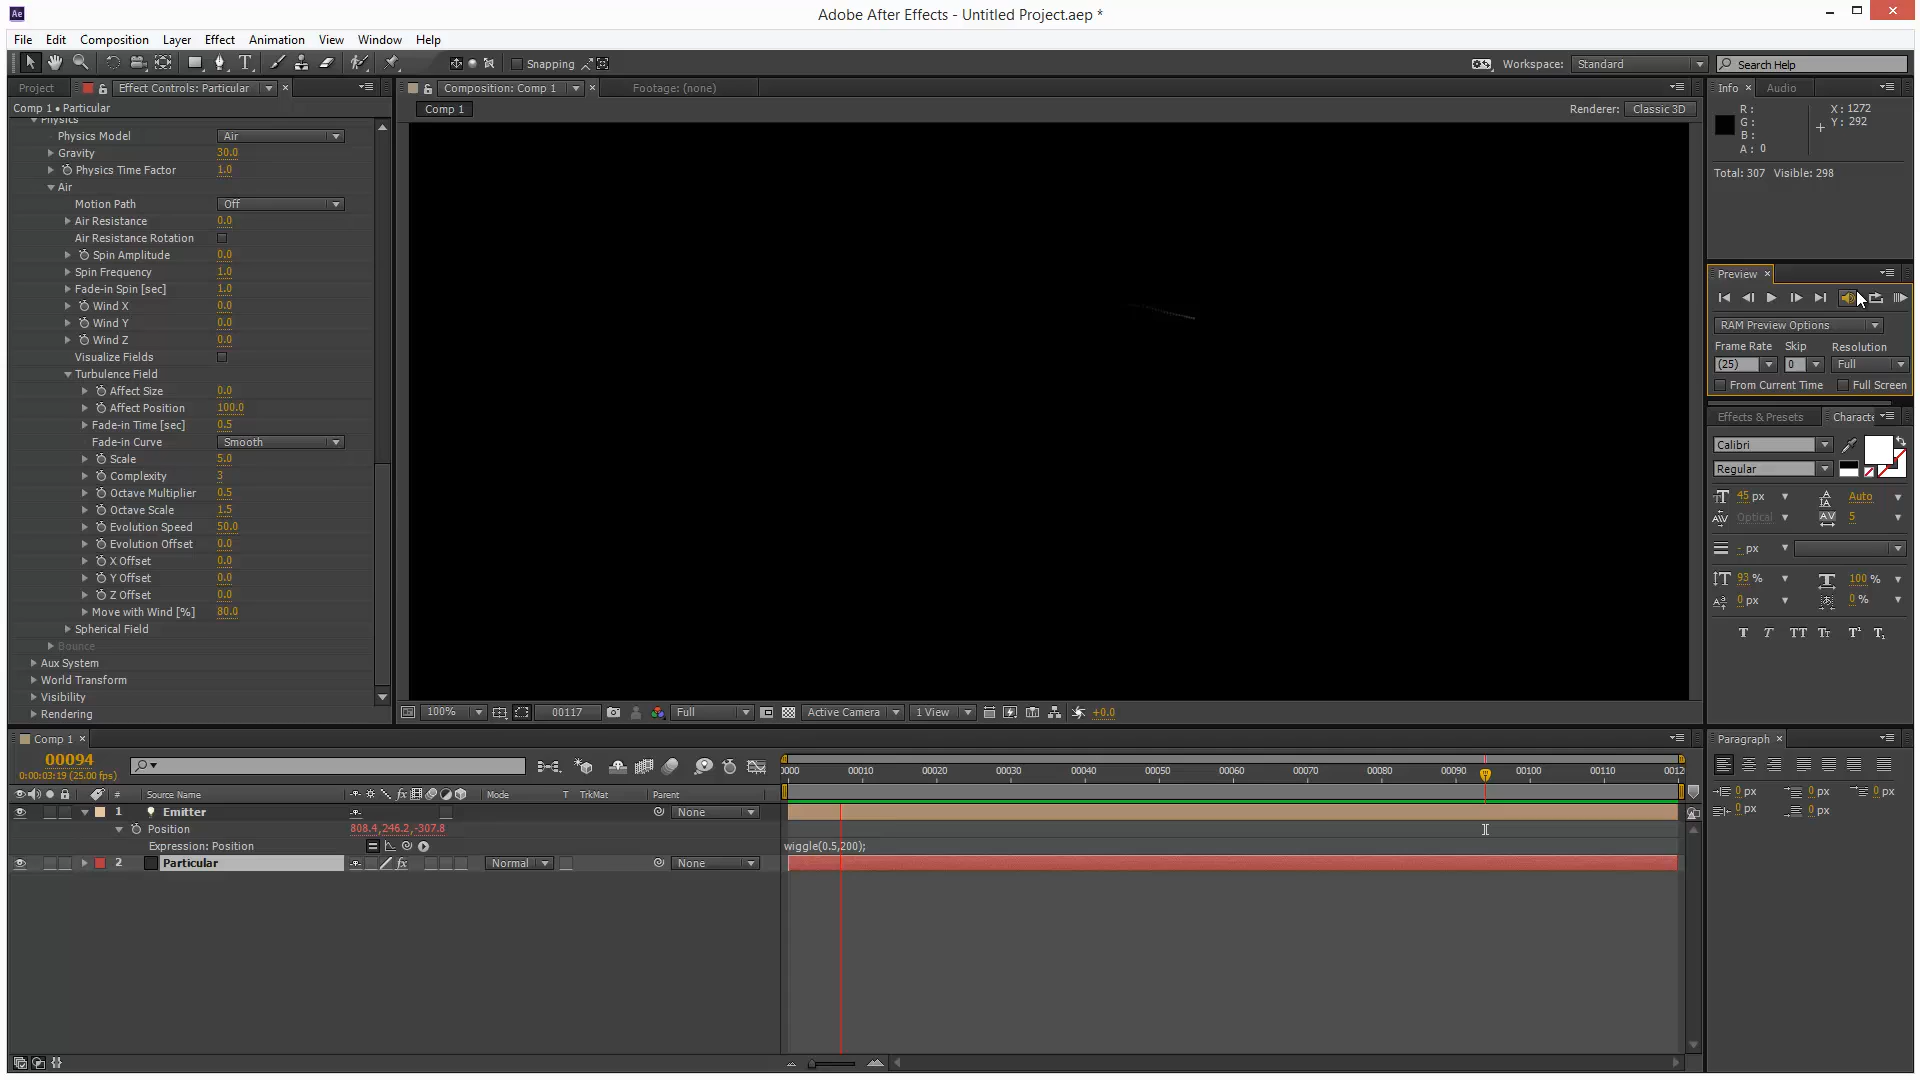 Ae
Adobe After Effects - Untitled Project.aep *
File Edit Composition Layer Effect Animation View Window Help
Snapping
Workspace: Standard
Search Help
Project
Effect Controls: Particular
Composition: Comp 1
Footage: (none)
Info
Audio
Comp 1 • Particular
Comp 1
Renderer: Classic 3D
R :
G :
B :
A : 0
X : 1272
Y : 292
Total: 307 Visible: 298
Physics
Physics Model Air
Gravity 30.0
Physics Time Factor 1.0
Air
Motion Path Off
Air Resistance 0.0
Air Resistance Rotation
Spin Amplitude 0.0
Spin Frequency 1.0
Fade-in Spin [sec] 1.0
Wind X 0.0
Wind Y 0.0
Wind Z 0.0
Visualize Fields
Turbulence Field
Affect Size 0.0
Affect Position 100.0
Fade-in Time [sec] 0.5
Fade-in Curve Smooth
Scale 5.0
Complexity 3
Octave Multiplier 0.5
Octave Scale 1.5
Evolution Speed 50.0
Evolution Offset 0.0
X Offset 0.0
Y Offset 0.0
Z Offset 0.0
Move with Wind [%] 80.0
Spherical Field
Bounce
Aux System
World Transform
Visibility
Rendering
Preview
RAM Preview Options
Frame Rate Skip Resolution
(25) 0 Full
From Current Time Full Screen
Effects & Presets
Characte
Calibri
Regular
45 px Auto
Optical 5
- px
93 % 100 %
0 px 0 %
T T TT Tt T¹ T₁
100% 00117 Full Active Camera 1 View +0.0
Comp 1
00094
0:00:03:19 (25.00 fps)
0000 00010 00020 00030 00040 00050 00060 00070 00080 00090 00100 00110 0012
# Source Name Mode T TrkMat Parent
1 Emitter None
Position 808.4,246.2,-307.8
Expression: Position wiggle(0.5,200);
2 Particular Normal None
Paragraph
0 px 0 px 0 px
0 px 0 px